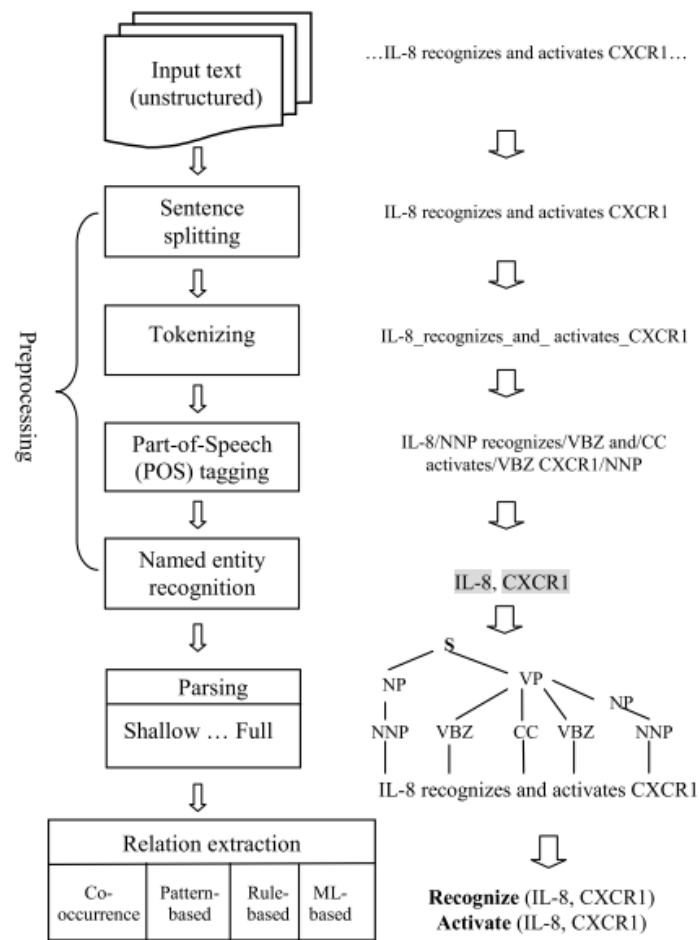 Input text
(unstructured)
…IL-8 recognizes and activates CXCR1…
Preprocessing
Sentence
splitting
IL-8 recognizes and activates CXCR1
Tokenizing
IL-8_recognizes_and_ activates_CXCR1
Part-of-Speech
(POS) tagging
IL-8/NNP recognizes/VBZ and/CC
activates/VBZ CXCR1/NNP
Named entity
recognition
IL-8, CXCR1
Parsing
Shallow … Full
S
NP VP NP
NNP VBZ CC VBZ NNP
IL-8 recognizes and activates CXCR1
Relation extraction
Co-
occurrence
Pattern-
based
Rule-
based
ML-
based
Recognize (IL-8, CXCR1)
Activate (IL-8, CXCR1)